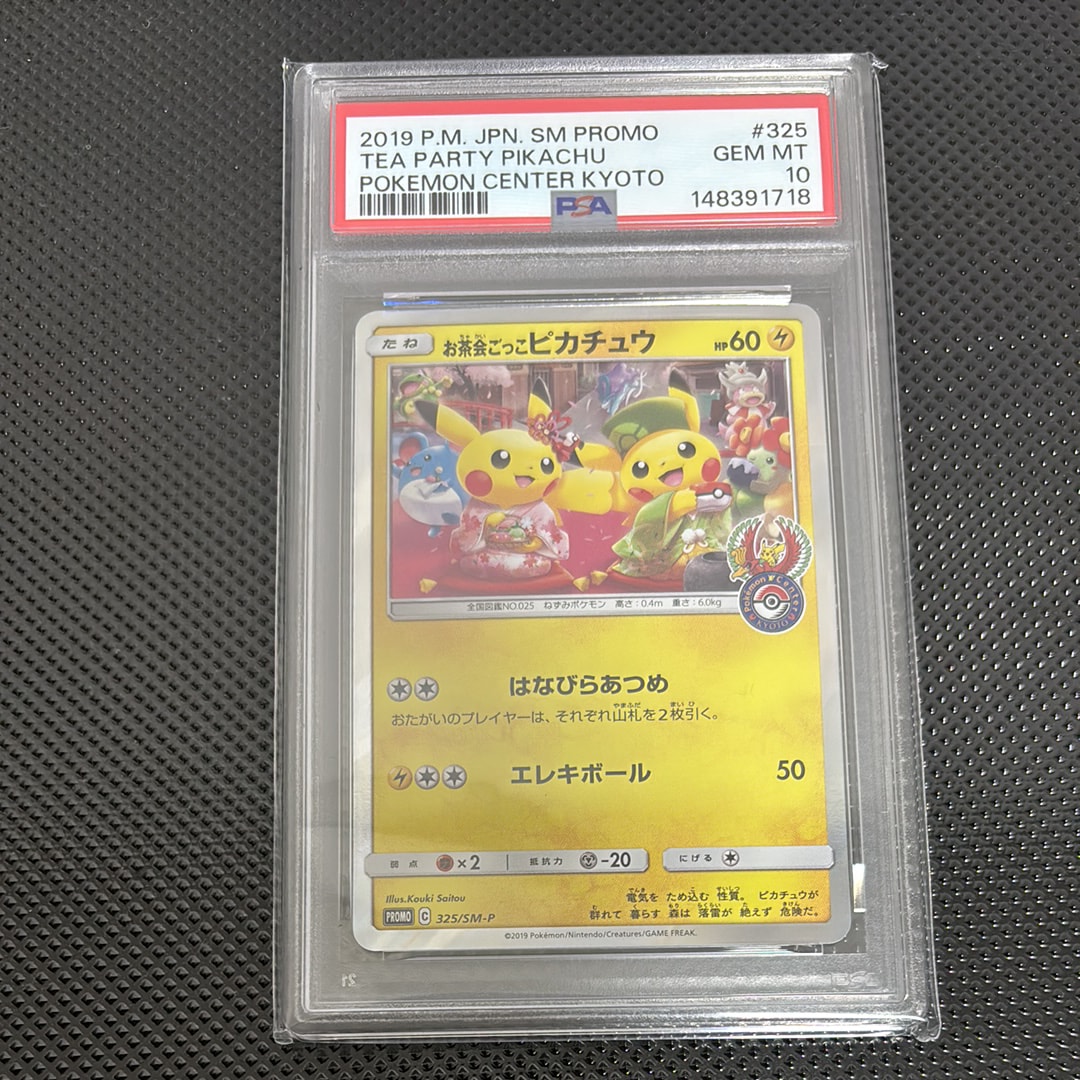 2019 P.M. JPN. SM PROMO #325
TEA PARTY PIKACHU GEM MT
POKEMON CENTER KYOTO 10
PSA 148391718
たね お茶会ごっこピカチュウ HP60
全国図鑑NO.025 ねずみポケモン 高さ:0.4m 重さ:6.0kg
Pokémon Center
KYOTO
はなびらあつめ
おたがいのプレイヤーは、それぞれ山札を2枚引く。
エレキボール 50
弱点 ×2 抵抗力 -20 にげる
Illus.Kouki Saitou
電気を ため込む 性質。 ピカチュウが
群れて 暮らす 森は 落雷が 絶えず 危険だ。
PROMO C 325/SM-P
©2019 Pokémon/Nintendo/Creatures/GAME FREAK.